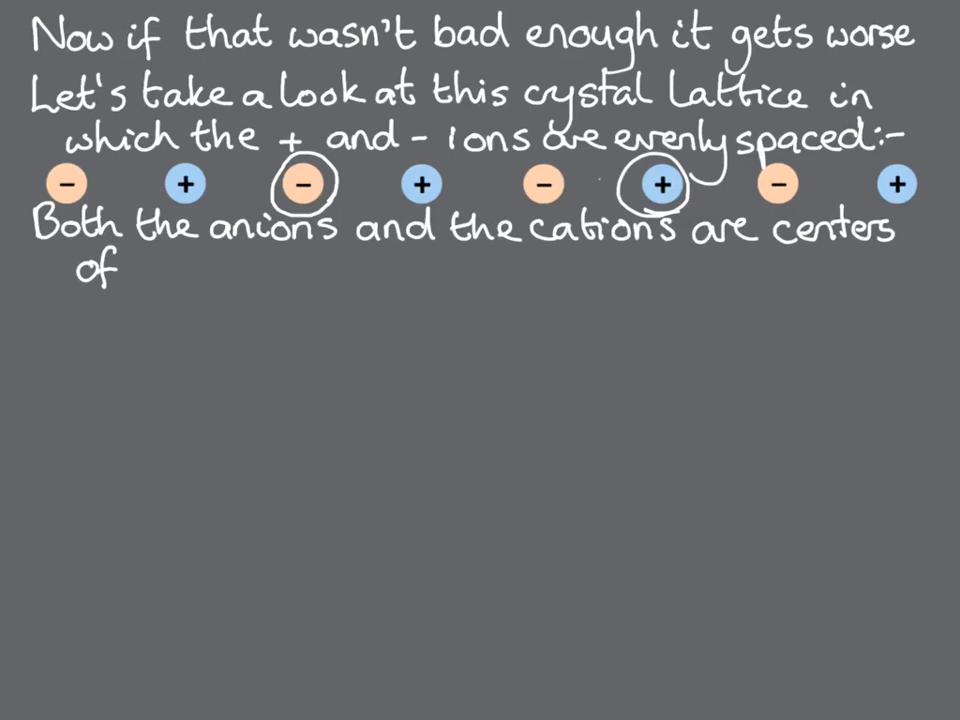 Now if that wasn't bad enough it gets worse
Let's take a look at this crystal lattice in
which the + and - ions are evenly spaced:-
- + - + - + - +
Both the anions and the cations are centers
of